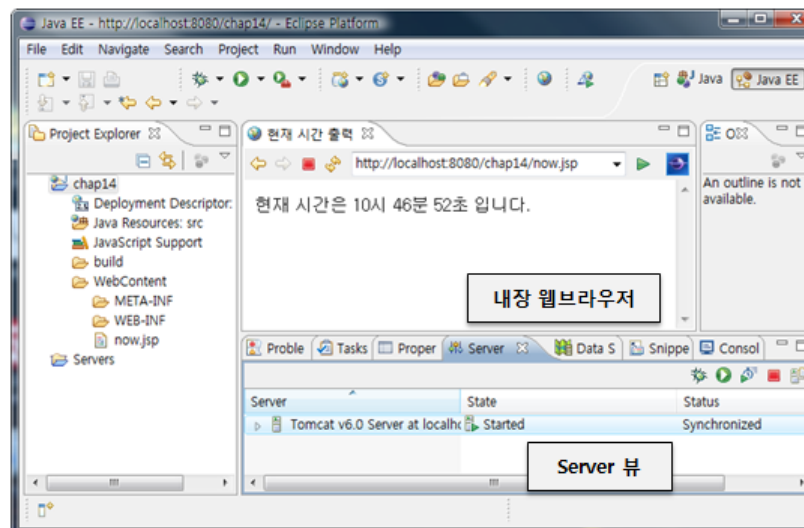 Java EE - http://localhost:8080/chap14/ - Eclipse Platform
File Edit Navigate Search Project Run Window Help
Java Java EE
Project Explorer
chap14
Deployment Descriptor:
Java Resources: src
JavaScript Support
build
WebContent
META-INF
WEB-INF
now.jsp
Servers
현재 시간 출력
http://localhost:8080/chap14/now.jsp
현재 시간은 10시 46분 52초 입니다.
내장 웹브라우저
O
An outline is not
available.
Proble Tasks Proper Server Data S Snippe Consol
Server State Status
Tomcat v6.0 Server at localho Started Synchronized
Server 뷰